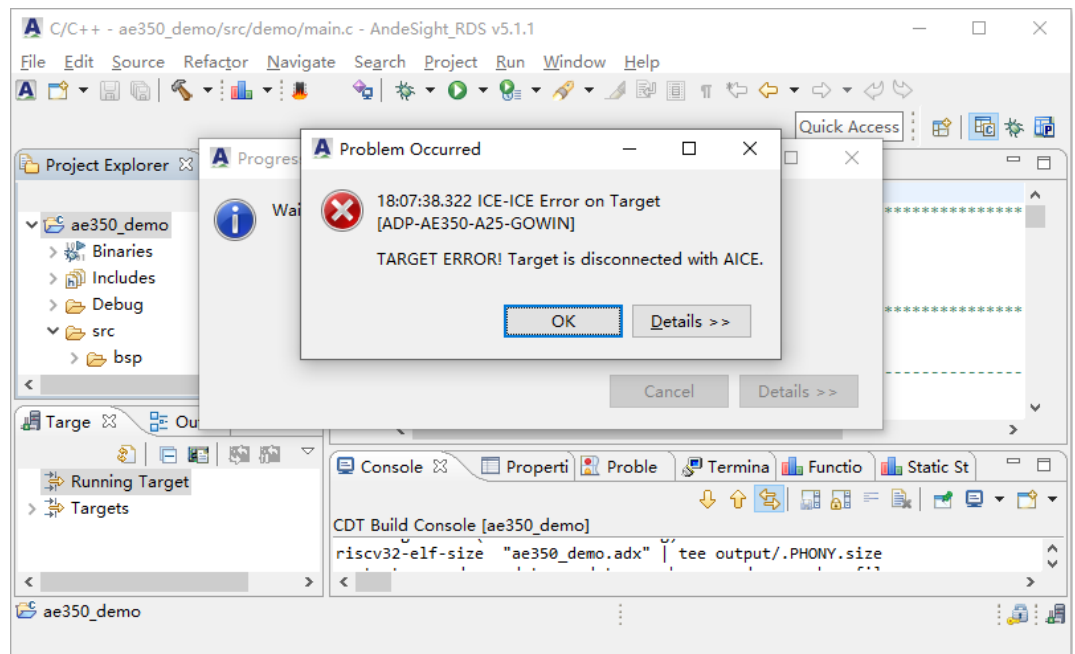 C/C++ - ae350_demo/src/demo/main.c - AndeSight_RDS v5.1.1
File Edit Source Refactor Navigate Search Project Run Window Help
Quick Access
Project Explorer
ae350_demo
Binaries
Includes
Debug
src
bsp
Progres
Wai
Problem Occurred
18:07:38.322 ICE-ICE Error on Target
[ADP-AE350-A25-GOWIN]
TARGET ERROR! Target is disconnected with AICE.
OK Details >>
Cancel Details >>
Targe Ou
Running Target
Targets
Console Properti Proble Termina Functio Static St
CDT Build Console [ae350_demo]
riscv32-elf-size "ae350_demo.adx" | tee output/.PHONY.size
ae350_demo